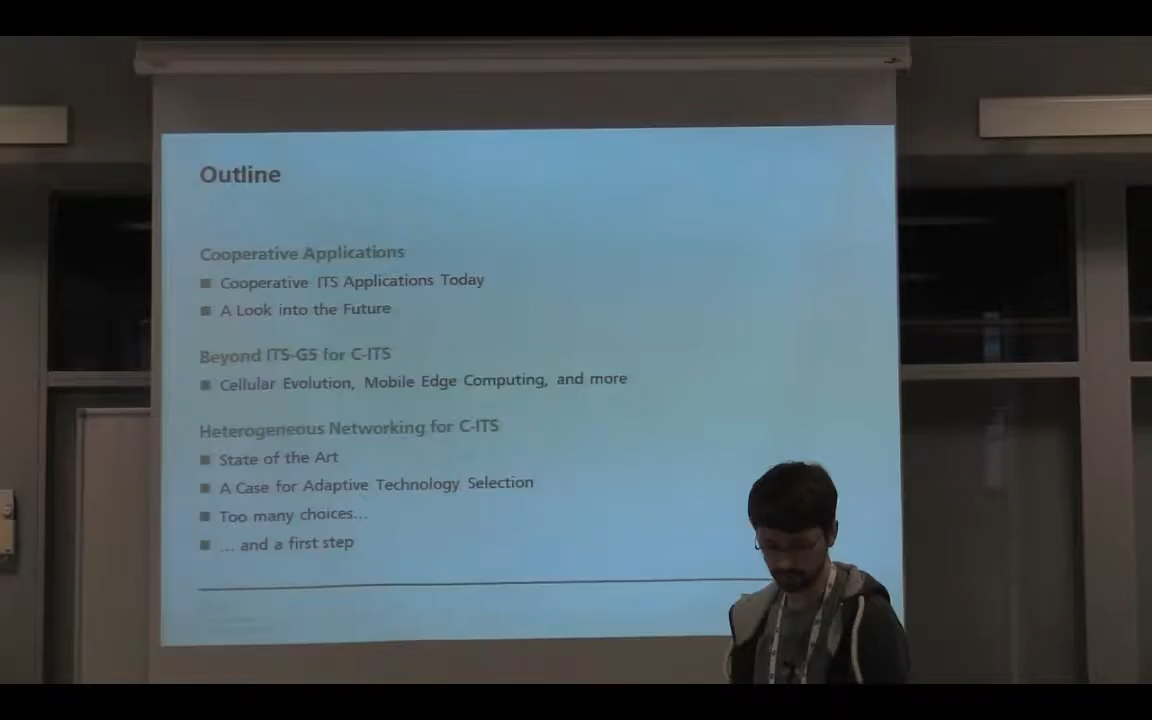 Outline
Cooperative Applications
Cooperative ITS Applications Today
A Look into the Future
Beyond ITS-G5 for C-ITS
Cellular Evolution, Mobile Edge Computing, and more
Heterogeneous Networking for C-ITS
State of the Art
A Case for Adaptive Technology Selection
Too many choices...
... and a first step